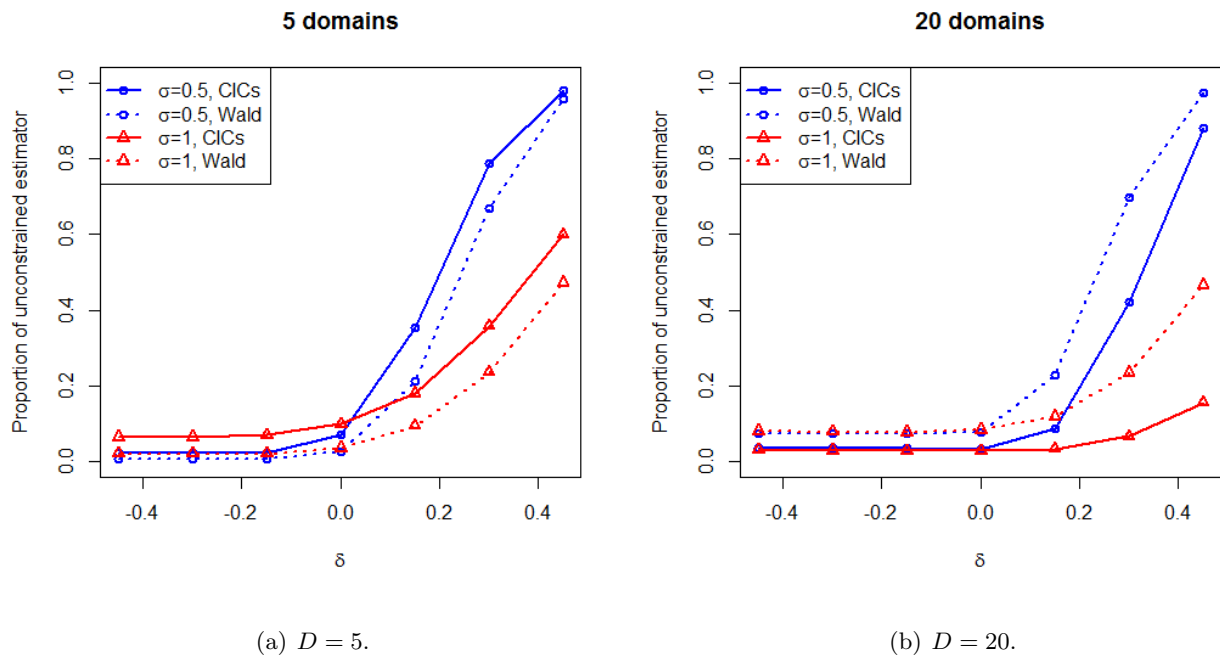 5 domains
σ=0.5, CICs
σ=0.5, Wald
σ=1, CICs
σ=1, Wald
Proportion of unconstrained estimator
1.0
0.8
0.6
0.4
0.2
0.0
-0.4 -0.2 0.0 0.2 0.4
δ
(a) D = 5.
20 domains
σ=0.5, CICs
σ=0.5, Wald
σ=1, CICs
σ=1, Wald
Proportion of unconstrained estimator
1.0
0.8
0.6
0.4
0.2
0.0
-0.4 -0.2 0.0 0.2 0.4
δ
(b) D = 20.